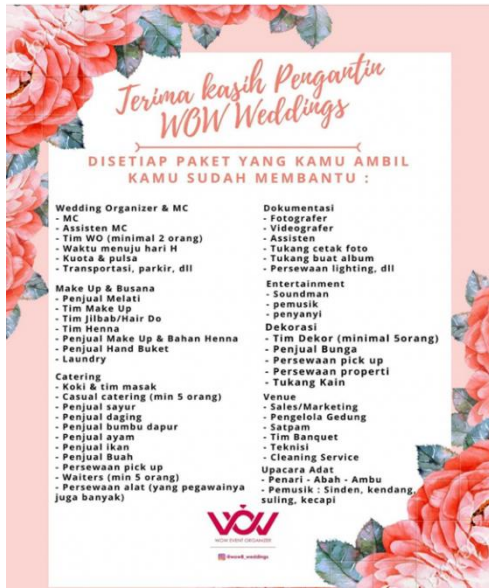 Terima kasih Pengantin
WOW Weddings
DISETIAP PAKET YANG KAMU AMBIL
KAMU SUDAH MEMBANTU :
Wedding Organizer & MC
- MC
- Assisten MC
- Tim WO (minimal 2 orang)
- Waktu menuju hari H
- Kuota & pulsa
- Transportasi, parkir, dll
Make Up & Busana
- Penjual Melati
- Tim Make Up
- Tim Jilbab/Hair Do
- Tim Henna
- Penjual Make Up & Bahan Henna
- Penjual Hand Buket
- Laundry
Catering
- Koki & tim masak
- Casual catering (min 5 orang)
- Penjual sayur
- Penjual daging
- Penjual bumbu dapur
- Penjual ayam
- Penjual ikan
- Penjual Buah
- Persewaan pick up
- Waiters (min 5 orang)
- Persewaan alat (yang pegawainya
juga banyak)
Dokumentasi
- Fotografer
- Videografer
- Assisten
- Tukang cetak foto
- Tukang buat album
- Persewaan lighting, dll
Entertainment
- Soundman
- pemusik
- penyanyi
Dekorasi
- Tim Dekor (minimal 5orang)
- Penjual Bunga
- Persewaan pick up
- Persewaan properti
- Tukang Kain
Venue
- Sales/Marketing
- Pengelola Gedung
- Satpam
- Tim Banquet
- Teknisi
- Cleaning Service
Upacara Adat
- Penari - Abah - Ambu
- Pemusik : Sinden, kendang,
suling, kecapi
WOW
WOW EVENT ORGANIZER